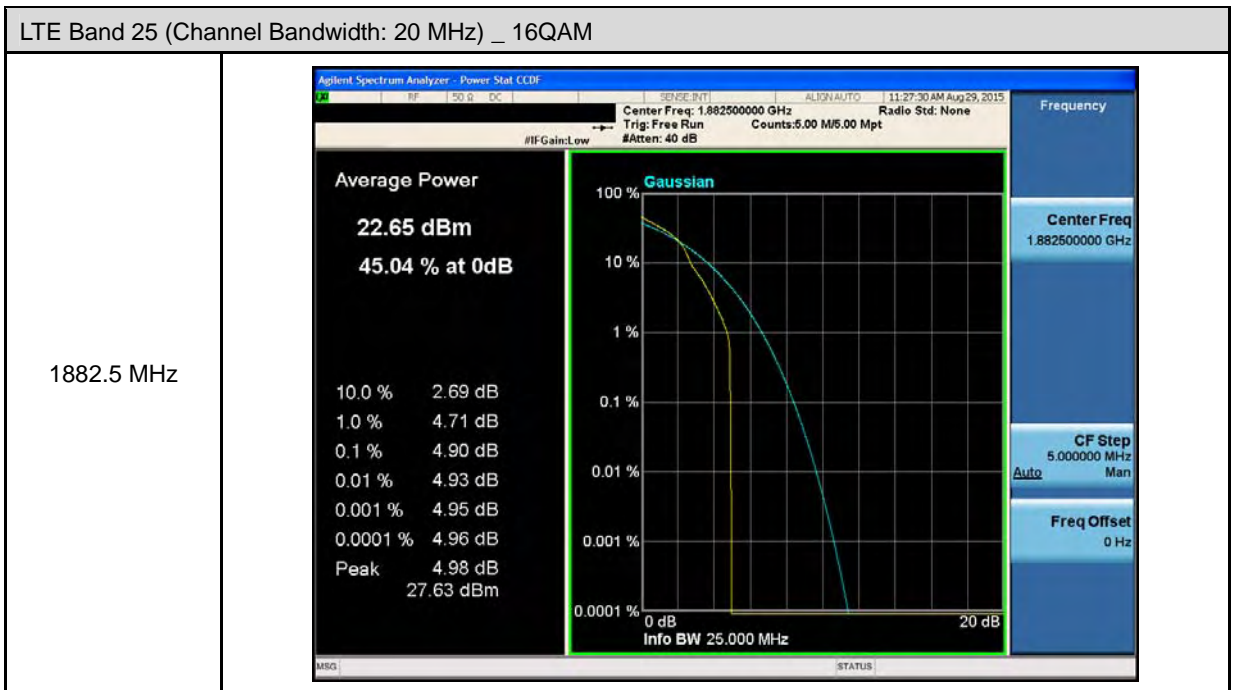 LTE Band 25 (Channel Bandwidth: 20 MHz) _ 16QAM
1882.5 MHz
Agilent Spectrum Analyzer - Power Stat CCDF
RF 50 Ω DC SENSE:INT ALIGN AUTO 11:27:30 AM Aug 29, 2015
Center Freq: 1.882500000 GHz Radio Std: None
Trig: Free Run Counts:5.00 M/5.00 Mpt
#IFGain:Low #Atten: 40 dB
Average Power
22.65 dBm
45.04 % at 0dB
10.0 % 2.69 dB
1.0 % 4.71 dB
0.1 % 4.90 dB
0.01 % 4.93 dB
0.001 % 4.95 dB
0.0001 % 4.96 dB
Peak 4.98 dB
27.63 dBm
Gaussian
100 %
10 %
1 %
0.1 %
0.01 %
0.001 %
0.0001 %
0 dB 20 dB
Info BW 25.000 MHz
Frequency
Center Freq
1.882500000 GHz
CF Step
5.000000 MHz
Auto Man
Freq Offset
0 Hz
MSG STATUS